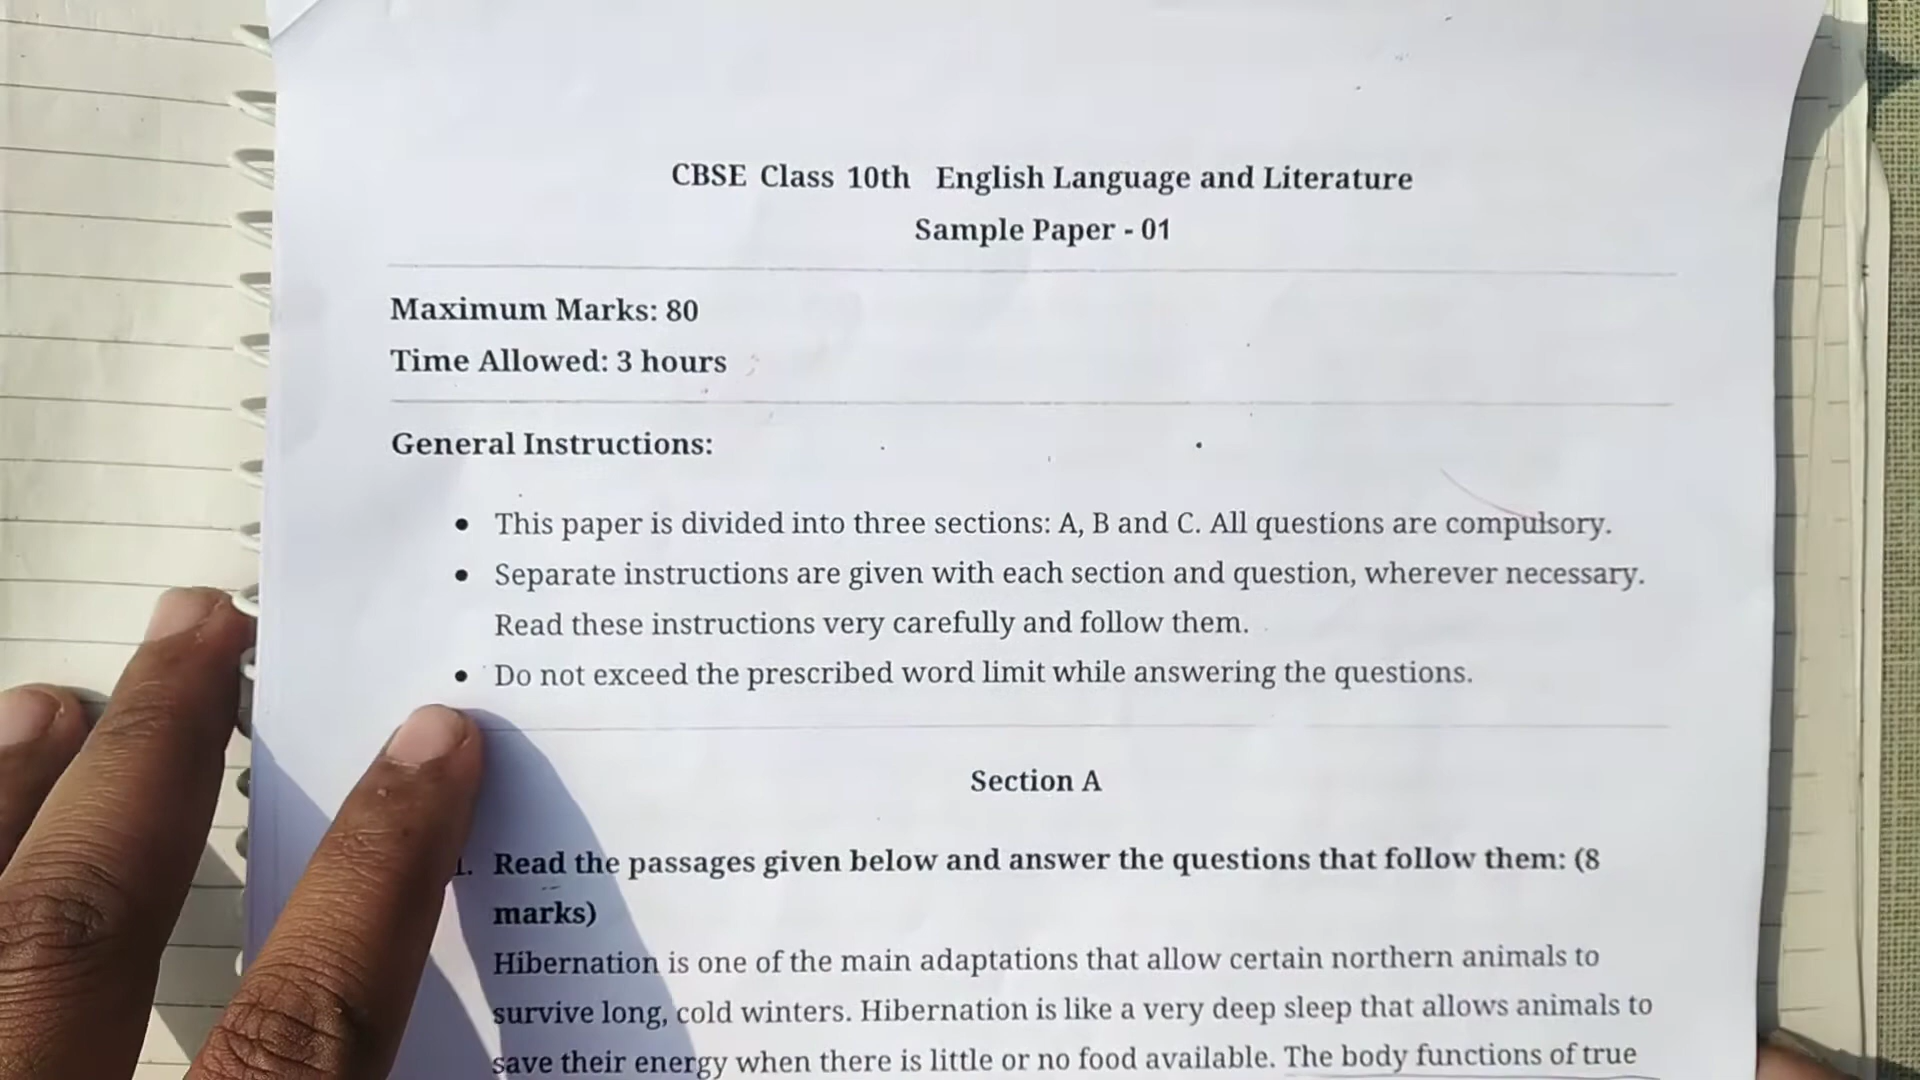 CBSE Class 10th English Language and Literature
Sample Paper - 01
Maximum Marks: 80
Time Allowed: 3 hours
General Instructions:
• This paper is divided into three sections: A, B and C. All questions are compulsory.
• Separate instructions are given with each section and question, wherever necessary.
Read these instructions very carefully and follow them.
• Do not exceed the prescribed word limit while answering the questions.
Section A
1. Read the passages given below and answer the questions that follow them: (8
marks)
Hibernation is one of the main adaptations that allow certain northern animals to
survive long, cold winters. Hibernation is like a very deep sleep that allows animals to
save their energy when there is little or no food available. The body functions of true